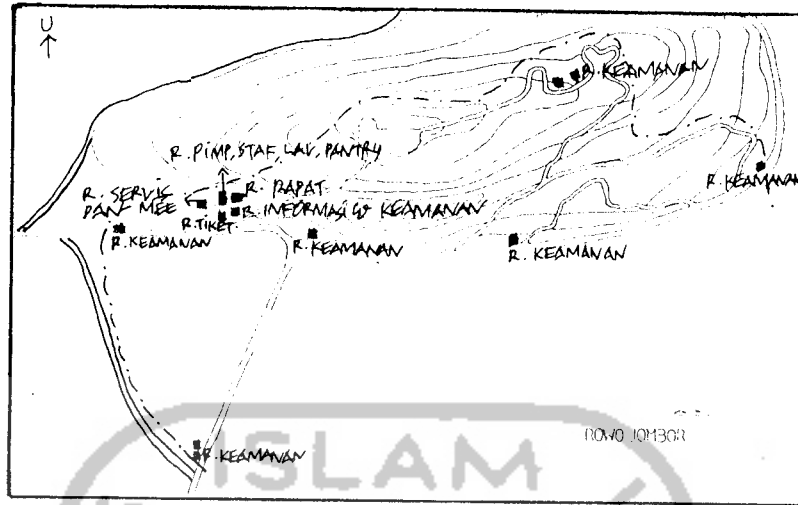 U
R. KEAMANAN
R. PIMP, STAF, LAV, PANTRY
R. KEAMANAN
R. SERVIS
DAN MEE
R. RAPAT
R. INFORMASI & KEAMANAN
R. TIKET
R. KEAMANAN
R. KEAMANAN
R. KEAMANAN
ROWO JOMBOR
R. KEAMANAN
ISLAM